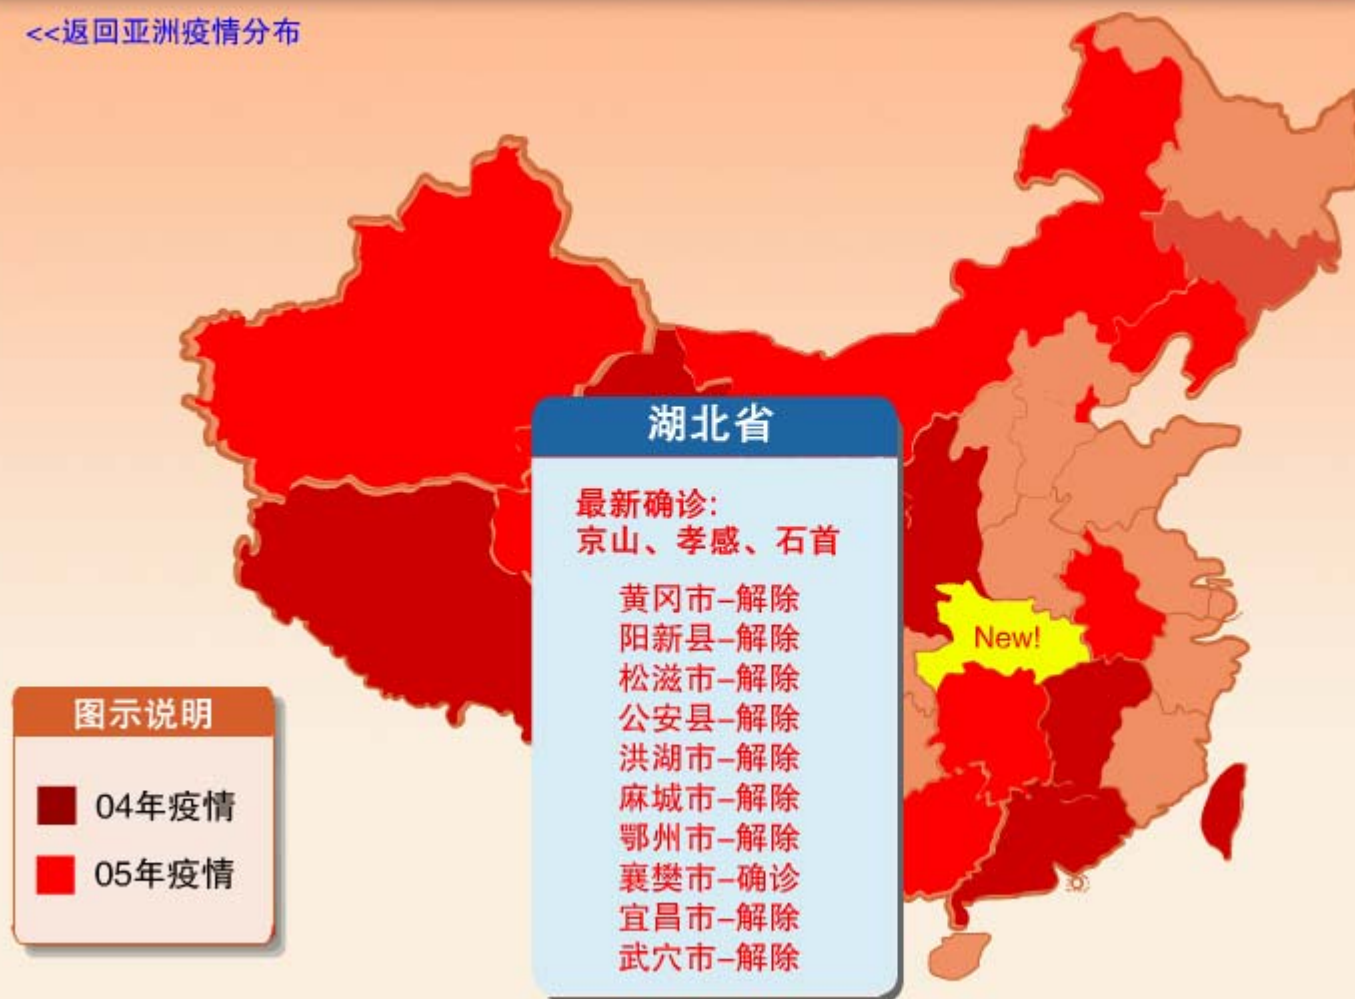 <<返回亚洲疫情分布
湖北省
最新确诊:
京山、孝感、石首
黄冈市–解除
阳新县–解除
松滋市–解除
公安县–解除
洪湖市–解除
麻城市–解除
鄂州市–解除
襄樊市–确诊
宜昌市–解除
武穴市–解除
New!
图示说明
04年疫情
05年疫情